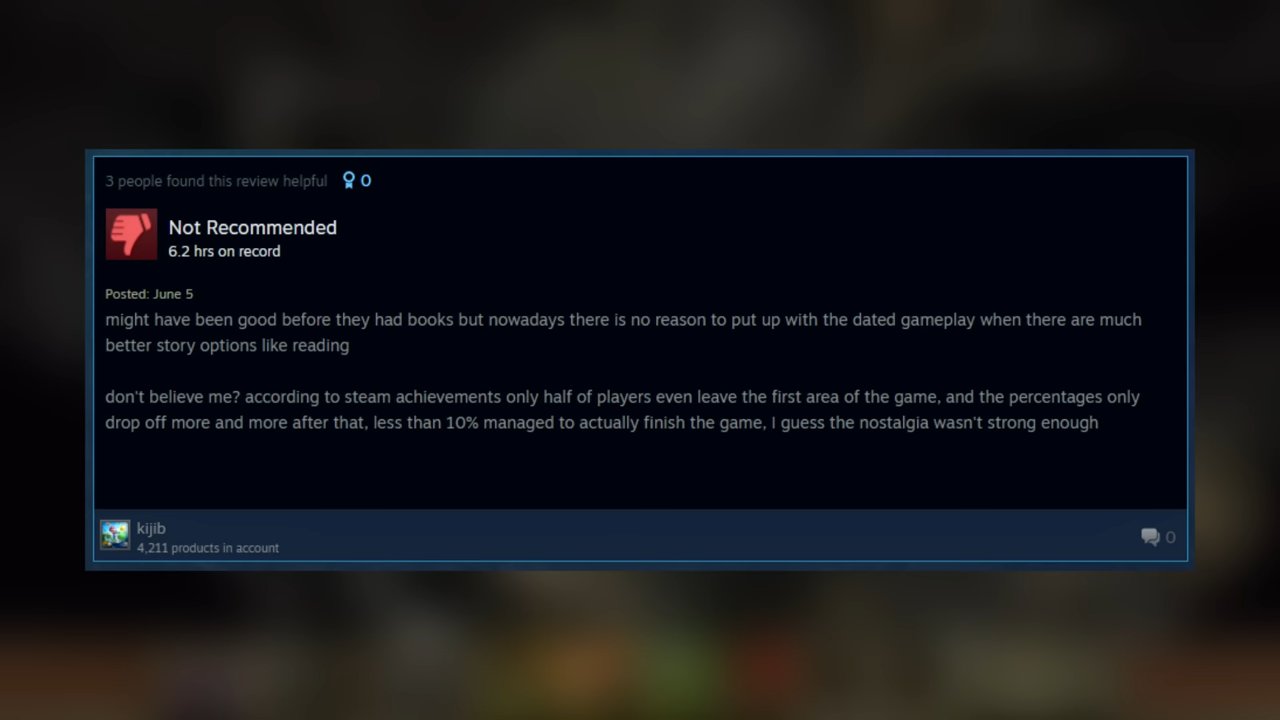 3 people found this review helpful 0
Not Recommended
6.2 hrs on record
Posted: June 5
might have been good before they had books but nowadays there is no reason to put up with the dated gameplay when there are much
better story options like reading
don't believe me? according to steam achievements only half of players even leave the first area of the game, and the percentages only
drop off more and more after that, less than 10% managed to actually finish the game, I guess the nostalgia wasn't strong enough
kijib
4,211 products in account
0